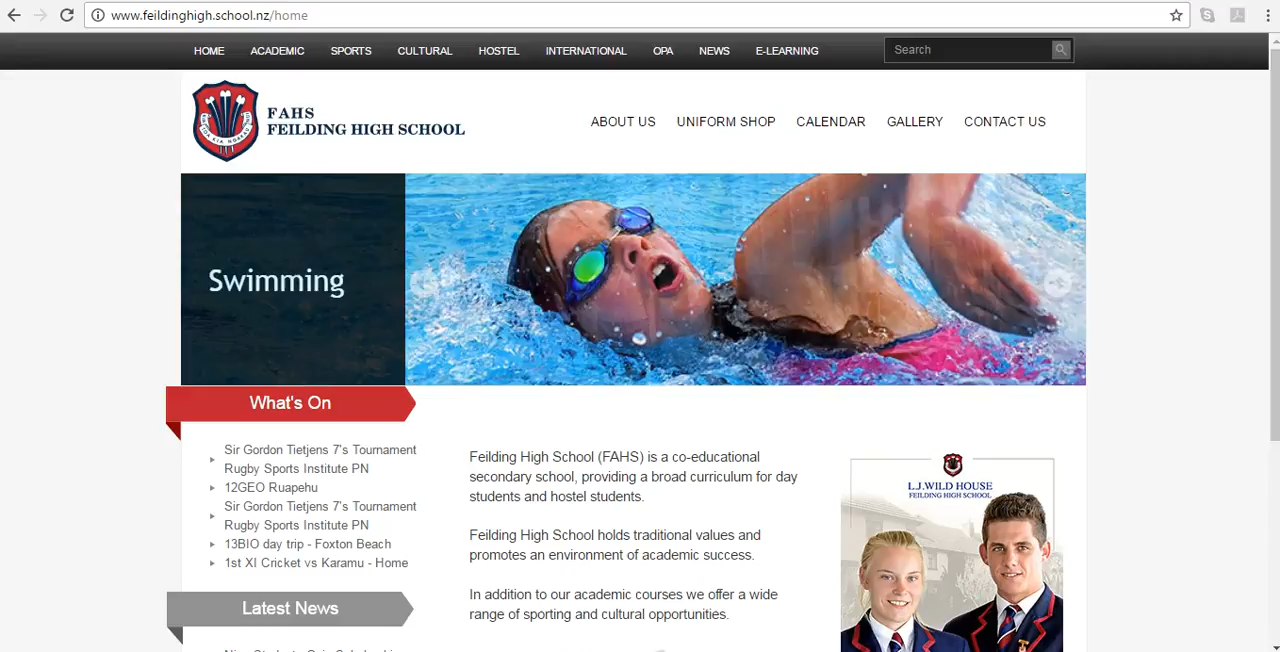 www.feildinghigh.school.nz/home
HOME ACADEMIC SPORTS CULTURAL HOSTEL INTERNATIONAL OPA NEWS E-LEARNING Search
FAHS
FEILDING HIGH SCHOOL
ABOUT US UNIFORM SHOP CALENDAR GALLERY CONTACT US
Swimming
What's On
Sir Gordon Tietjens 7's Tournament
Rugby Sports Institute PN
12GEO Ruapehu
Sir Gordon Tietjens 7's Tournament
Rugby Sports Institute PN
13BIO day trip - Foxton Beach
1st XI Cricket vs Karamu - Home
Latest News
Feilding High School (FAHS) is a co-educational
secondary school, providing a broad curriculum for day
students and hostel students.
Feilding High School holds traditional values and
promotes an environment of academic success.
In addition to our academic courses we offer a wide
range of sporting and cultural opportunities.
L.J.WILD HOUSE
FEILDING HIGH SCHOOL